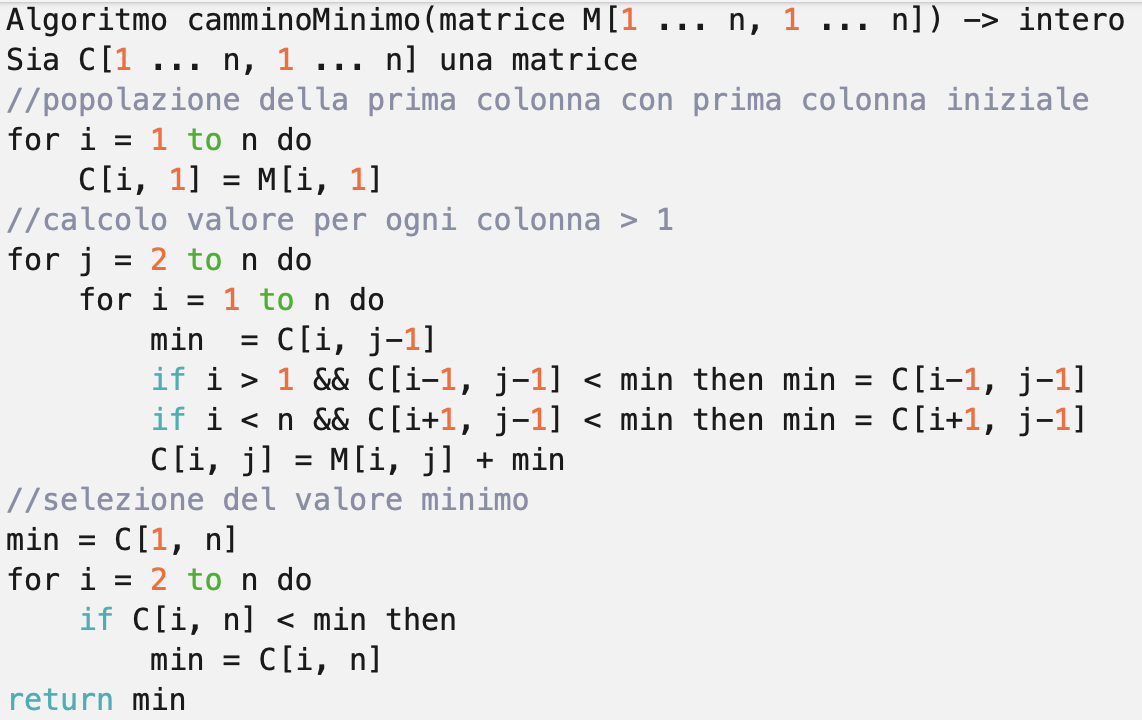 Algoritmo camminoMinimo(matrice M[1 ... n, 1 ... n]) -> intero
Sia C[1 ... n, 1 ... n] una matrice
//popolazione della prima colonna con prima colonna iniziale
for i = 1 to n do
    C[i, 1] = M[i, 1]
//calcolo valore per ogni colonna > 1
for j = 2 to n do
    for i = 1 to n do
        min  = C[i, j-1]
        if i > 1 && C[i-1, j-1] < min then min = C[i-1, j-1]
        if i < n && C[i+1, j-1] < min then min = C[i+1, j-1]
        C[i, j] = M[i, j] + min
//selezione del valore minimo
min = C[1, n]
for i = 2 to n do
    if C[i, n] < min then
        min = C[i, n]
return min